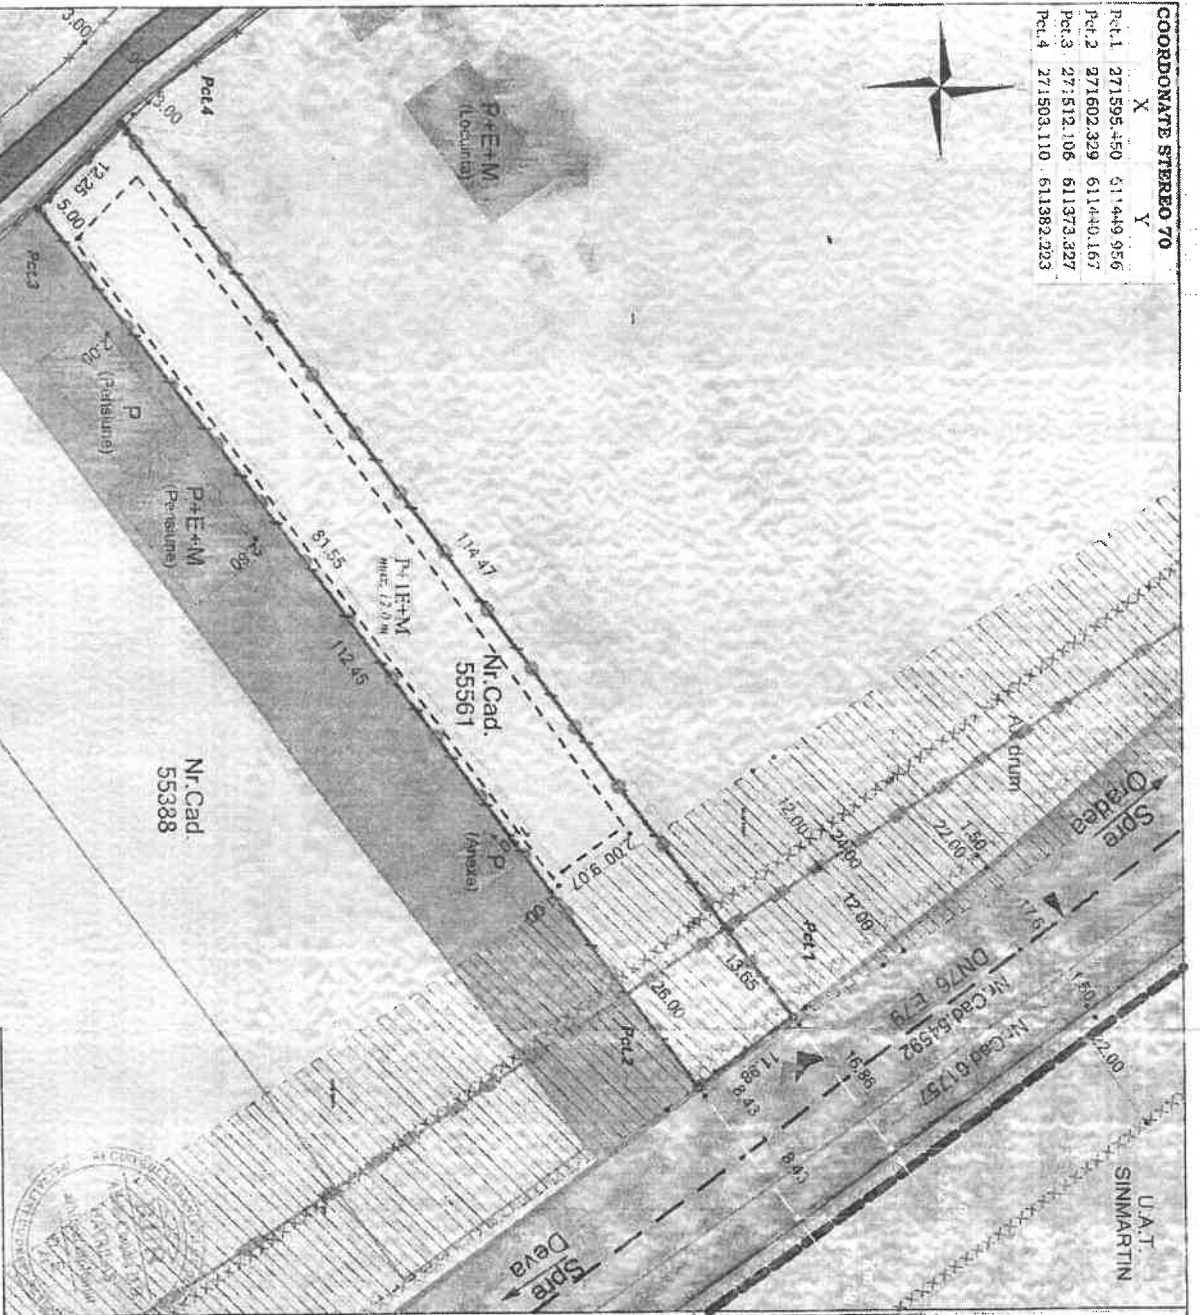 COORDONATE STEREO 70
X Y
Pct.1 271595.450 611449.956
Pct.2 271602.329 611440.167
Pct.3 271512.106 611373.327
Pct.4 271503.110 611382.223
P+E+M
(Locuinta)
Pct.4
3.00
3.00
12.25
5.00
Pct.3
P
(Pensiune)
P+E+M
(Pensiune)
81.55
112.45
114.47
P+1E+M
Nr.Cad.
55561
Nr.Cad.
55388
P
(Anexa)
2.00 9.07
Ax drum
12.00
24.00
12.00
1.50
22.00
Spre
Oradea
Pct.1
13.65
26.00
Pct.2
11.98
8.43
16.86
8.43
DN76 E79
Nr.Cad.54592
Nr.Cad.61757
1.50
22.00
Spre
Deva
U.A.T.
SINMARTIN